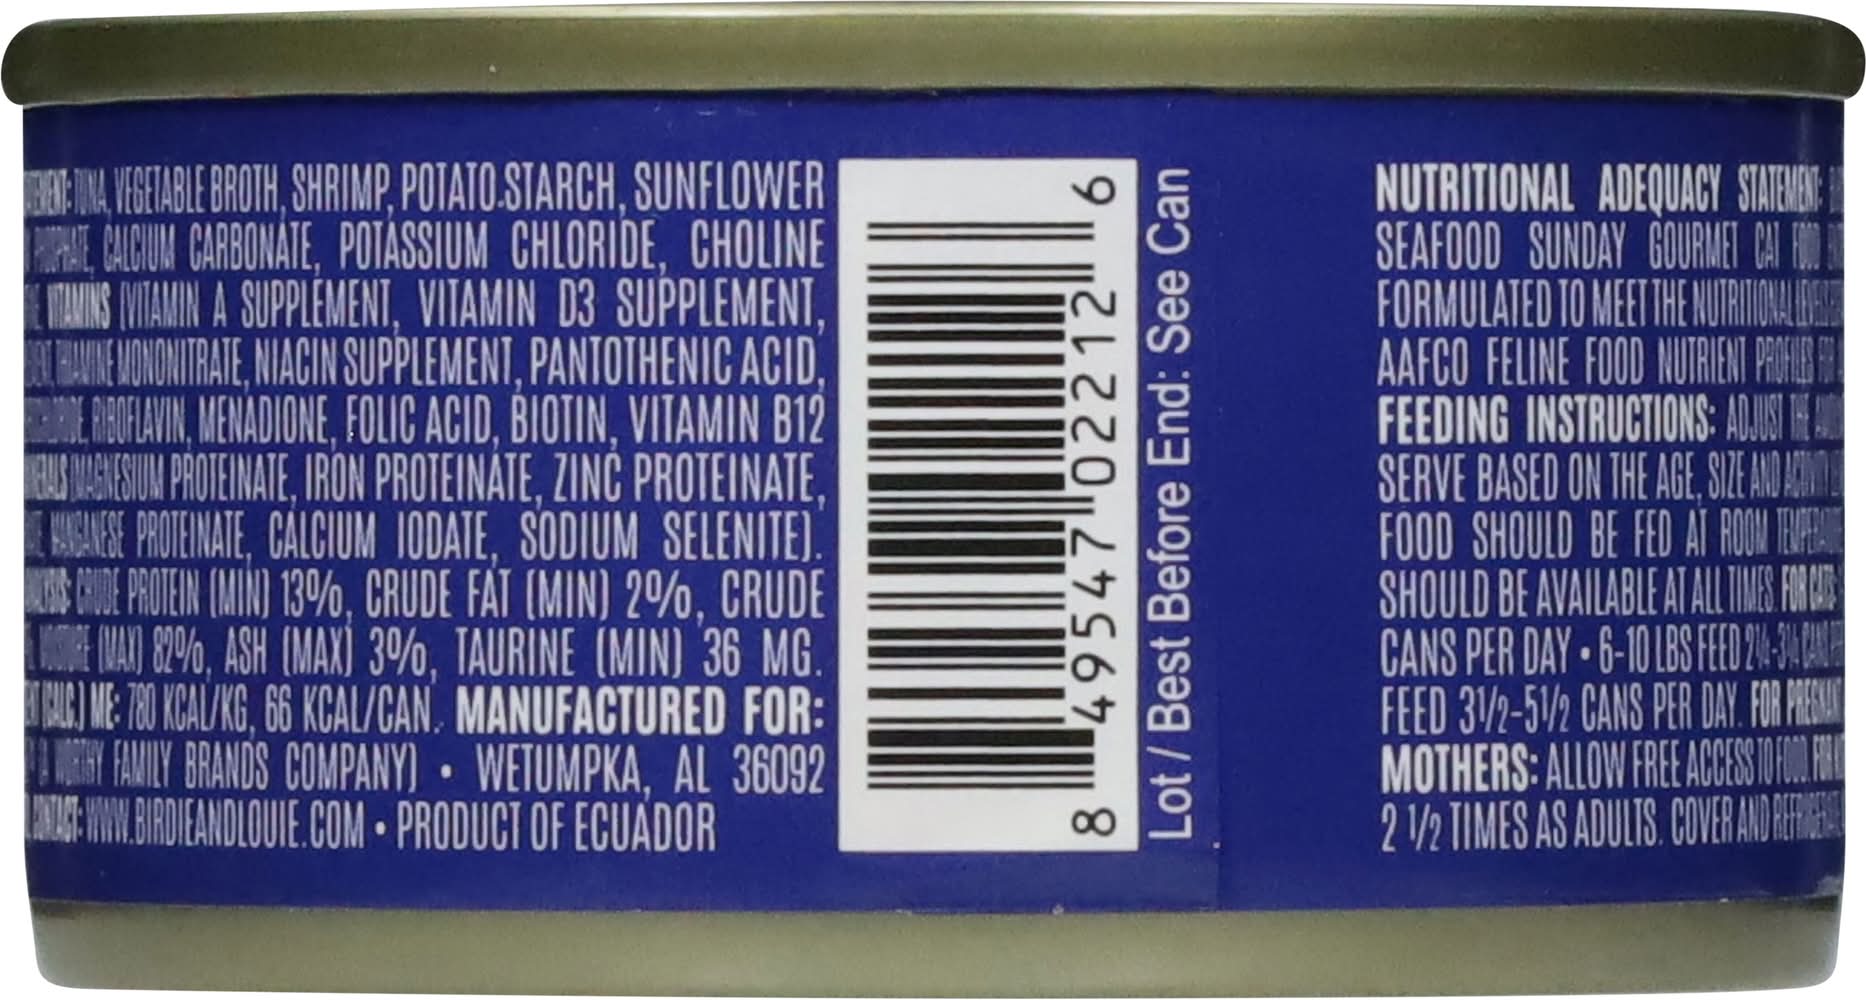 TUNA, VEGETABLE BROTH, SHRIMP, POTATO STARCH, SUNFLOWER
CALCIUM CARBONATE, POTASSIUM CHLORIDE, CHOLINE
VITAMINS (VITAMIN A SUPPLEMENT, VITAMIN D3 SUPPLEMENT,
THIAMINE MONONITRATE, NIACIN SUPPLEMENT, PANTOTHENIC ACID,
RIBOFLAVIN, MENADIONE, FOLIC ACID, BIOTIN, VITAMIN B12
(MAGNESIUM PROTEINATE, IRON PROTEINATE, ZINC PROTEINATE,
MANGANESE PROTEINATE, CALCIUM IODATE, SODIUM SELENITE).
CRUDE PROTEIN (MIN) 13%, CRUDE FAT (MIN) 2%, CRUDE
MOISTURE (MAX) 82%, ASH (MAX) 3%, TAURINE (MIN) 36 MG.
(CALC.) ME: 780 KCAL/KG, 66 KCAL/CAN. MANUFACTURED FOR:
A WORTHY FAMILY BRANDS COMPANY) • WETUMPKA, AL 36092
CONTACT: WWW.BIRDIEANDLOUIE.COM • PRODUCT OF ECUADOR
8 49547 02212 6
Lot / Best Before End: See Can
NUTRITIONAL ADEQUACY STATEMENT:
SEAFOOD SUNDAY GOURMET CAT FOOD
FORMULATED TO MEET THE NUTRITIONAL
AAFCO FELINE FOOD NUTRIENT PROFILES
FEEDING INSTRUCTIONS: ADJUST THE
SERVE BASED ON THE AGE, SIZE AND ACTIVITY
FOOD SHOULD BE FED AT ROOM
SHOULD BE AVAILABLE AT ALL TIMES. FOR CATS:
CANS PER DAY • 6-10 LBS FEED 2¼-3¼
FEED 3½-5½ CANS PER DAY. FOR
MOTHERS: ALLOW FREE ACCESS TO FOOD.
2 ½ TIMES AS ADULTS. COVER AND